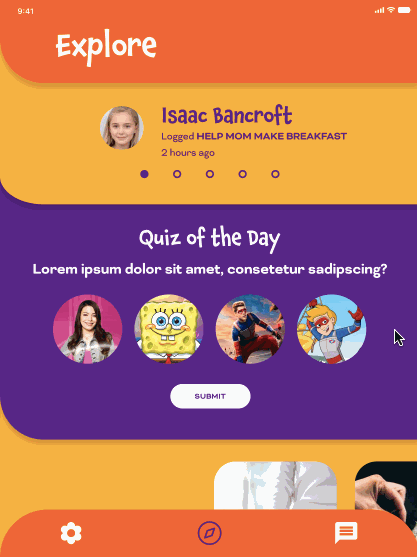 9:41
Explore
Isaac Bancroft
Logged HELP MOM MAKE BREAKFAST
2 hours ago
Quiz of the Day
Lorem ipsum dolor sit amet, consetetur sadipscing?
SUBMIT